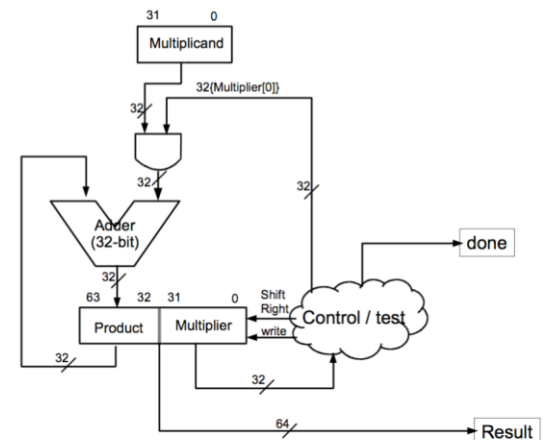 31 0
Multiplicand
32{Multiplier[0]}
32
32
32
Adder
(32-bit)
done
32
63 32 31 0
Shift
Right
Product Multiplier
Control / test
write
32
32
64
Result